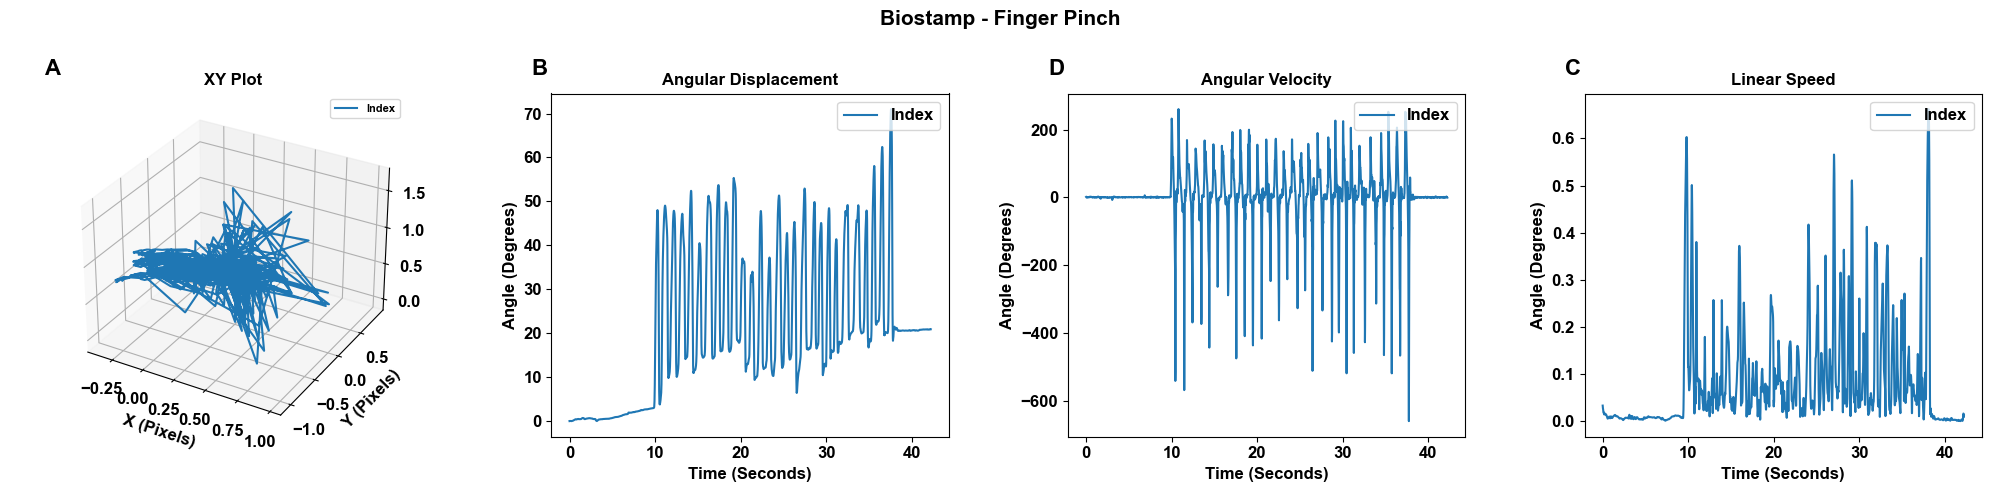 Biostamp - Finger Pinch
A
XY Plot
Index
1.5
1.0
0.5
0.0
−0.25
0.00
0.25
0.50
0.75
1.00
X (Pixels)
−1.0
−0.5
0.0
0.5
Y (Pixels)
B
Angular Displacement
Index
70
60
50
40
30
20
10
0
Angle (Degrees)
0 10 20 30 40
Time (Seconds)
D
Angular Velocity
Index
200
0
−200
−400
−600
Angle (Degrees)
0 10 20 30 40
Time (Seconds)
C
Linear Speed
Index
0.6
0.5
0.4
0.3
0.2
0.1
0.0
Angle (Degrees)
0 10 20 30 40
Time (Seconds)